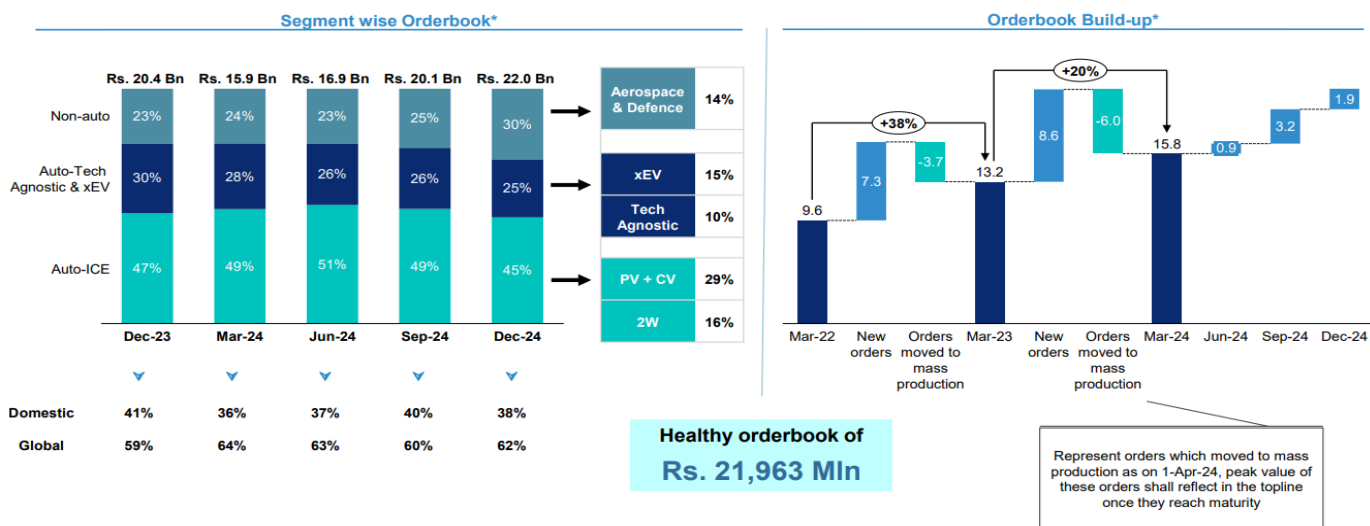 Segment wise Orderbook*
Rs. 20.4 Bn Rs. 15.9 Bn Rs. 16.9 Bn Rs. 20.1 Bn Rs. 22.0 Bn
Non-auto 23% 24% 23% 25% 30%
Auto-Tech
Agnostic & xEV 30% 28% 26% 26% 25%
Auto-ICE 47% 49% 51% 49% 45%
Dec-23 Mar-24 Jun-24 Sep-24 Dec-24
Aerospace
& Defence 14%
xEV 15%
Tech
Agnostic 10%
PV + CV 29%
2W 16%
Domestic 41% 36% 37% 40% 38%
Global 59% 64% 63% 60% 62%
Healthy orderbook of
Rs. 21,963 Mln
Orderbook Build-up*
+38%
+20%
9.6
7.3
-3.7
13.2
8.6
-6.0
15.8
0.9
3.2
1.9
Mar-22
New
orders
Orders
moved to
mass
production
Mar-23
New
orders
Orders
moved to
mass
production
Mar-24
Jun-24
Sep-24
Dec-24
Represent orders which moved to mass
production as on 1-Apr-24, peak value of
these orders shall reflect in the topline
once they reach maturity